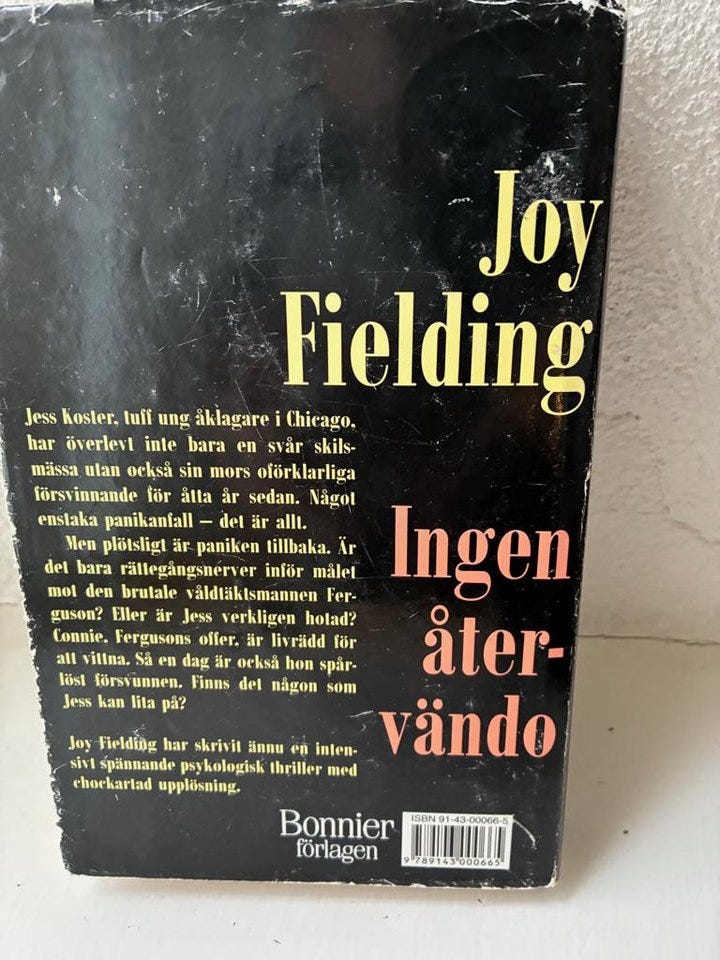 Joy
Fielding
Jess Koster, tuff ung åklagare i Chicago,
har överlevt inte bara en svår skils-
mässa utan också sin mors oförklarliga
försvinnande för åtta år sedan. Något
enstaka panikanfall – det är allt.
Men plötsligt är paniken tillbaka. Är
det bara rättegångsnerver inför målet
mot den brutale våldtäktsmannen Fer-
guson? Eller är Jess verkligen hotad?
Connie, Fergusons offer, är livrädd för
att vittna. Så en dag är också hon spår-
löst försvunnen. Finns det någon som
Jess kan lita på?
Joy Fielding har skrivit ännu en inten-
sivt spännande psykologisk thriller med
chockartad upplösning.
Ingen
åter-
vändo
Bonnier
förlagen
ISBN 91-43-00066-5
9 789143 000665